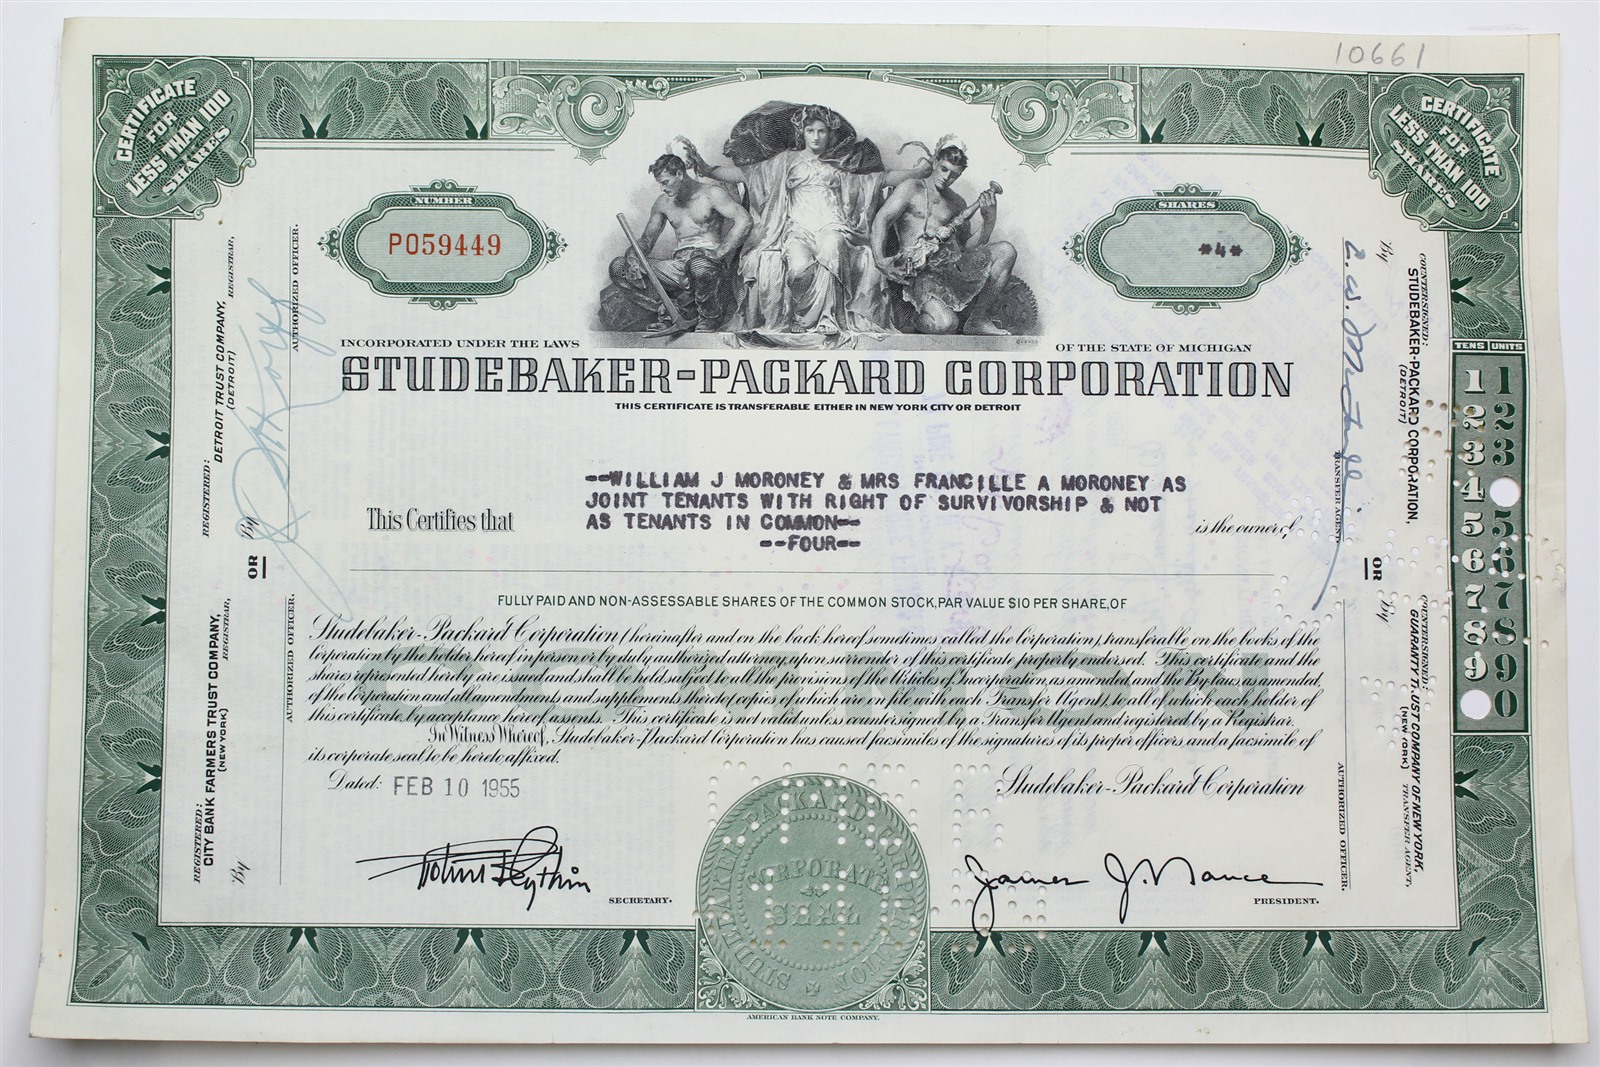 10661
CERTIFICATE
FOR
LESS THAN 100
SHARES
CERTIFICATE
FOR
LESS THAN 100
SHARES
NUMBER
PO59449
SHARES
*4*
INCORPORATED UNDER THE LAWS
OF THE STATE OF MICHIGAN
STUDEBAKER-PACKARD CORPORATION
THIS CERTIFICATE IS TRANSFERABLE EITHER IN NEW YORK CITY OR DETROIT
--WILLIAM J MORONEY & MRS FRANCILLE A MORONEY AS
JOINT TENANTS WITH RIGHT OF SURVIVORSHIP & NOT
This Certifies that AS TENANTS IN COMMON-- is the owner of
--FOUR--
FULLY PAID AND NON-ASSESSABLE SHARES OF THE COMMON STOCK, PAR VALUE $10 PER SHARE, OF
Studebaker-Packard Corporation (hereinafter and on the back hereof sometimes called the Corporation), transferable on the books of the
Corporation by the holder hereof in person or by duly authorized attorney, upon surrender of this certificate properly endorsed. This certificate and the
shares represented hereby are issued and shall be held subject to all the provisions of the Articles of Incorporation, as amended, and the By-laws, as amended,
of the Corporation and all amendments and supplements thereto (copies of which are on file with each Transfer Agent), to all of which each holder of
this certificate, by acceptance hereof, assents. This certificate is not valid unless countersigned by a Transfer Agent and registered by a Registrar.
In Witness Whereof, Studebaker-Packard Corporation has caused facsimiles of the signatures of its proper officers, and a facsimile of
its corporate seal to be hereto affixed.
COMMON
Dated: FEB 10 1955
Studebaker-Packard Corporation
SECRETARY.
James J. Nance
PRESIDENT.
STUDEBAKER-PACKARD CORPORATION
CORPORATE
SEAL
AMERICAN BANK NOTE COMPANY.
REGISTERED:
DETROIT TRUST COMPANY,
(DETROIT) REGISTRAR,
By
AUTHORIZED OFFICER.
OR
REGISTERED:
CITY BANK FARMERS TRUST COMPANY,
(NEW YORK) REGISTRAR,
By
AUTHORIZED OFFICER.
COUNTERSIGNED:
STUDEBAKER-PACKARD CORPORATION,
(DETROIT)
By
TRANSFER AGENT.
OR
COUNTERSIGNED:
GUARANTY TRUST COMPANY OF NEW YORK,
(NEW YORK) TRANSFER AGENT,
By
AUTHORIZED OFFICER.
TENS UNITS
1 1
2 2
3 3
4
5 5
6 6
7 7
8 8
9 9
0